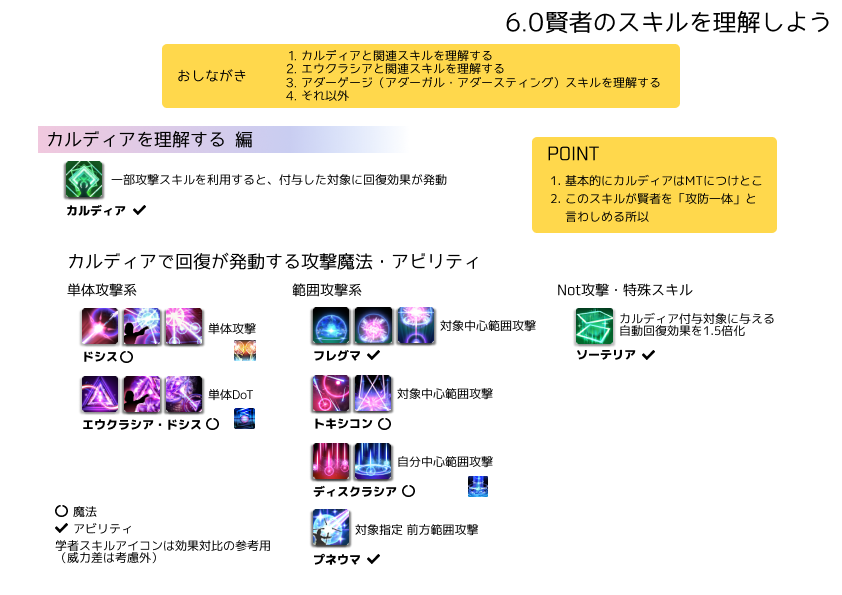 6.0賢者のスキルを理解しよう
おしながき
1. カルディアと関連スキルを理解する
2. エウクラシアと関連スキルを理解する
3. アダーゲージ（アダーガル・アダースティング）スキルを理解する
4. それ以外
カルディアを理解する 編
一部攻撃スキルを利用すると、付与した対象に回復効果が発動
カルディア ✔
POINT
1. 基本的にカルディアはMTにつけとこ
2. このスキルが賢者を「攻防一体」と
言わしめる所以
カルディアで回復が発動する攻撃魔法・アビリティ
単体攻撃系
単体攻撃
ドシス○
単体DoT
エウクラシア・ドシス ○
範囲攻撃系
対象中心範囲攻撃
フレグマ ✔
対象中心範囲攻撃
トキシコン ○
自分中心範囲攻撃
ディスクラシア ○
対象指定 前方範囲攻撃
プネウマ ✔
Not攻撃・特殊スキル
カルディア付与対象に与える
自動回復効果を1.5倍化
ソーテリア ✔
○ 魔法
✔ アビリティ
学者スキルアイコンは効果対比の参考用
（威力差は考慮外）